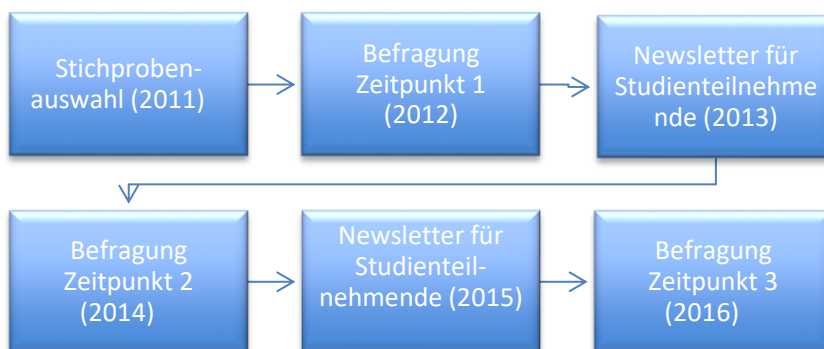 Stichproben-
auswahl (2011)
Befragung
Zeitpunkt 1
(2012)
Newsletter für
Studienteilnehme
nde (2013)
Befragung
Zeitpunkt 2
(2014)
Newsletter für
Studienteil-
nehmende (2015)
Befragung
Zeitpunkt 3
(2016)